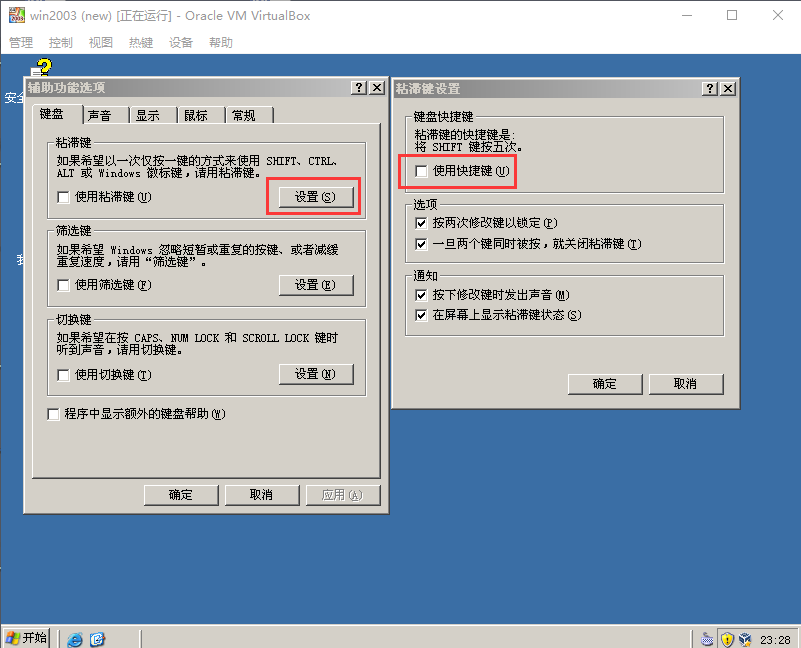 win2003 (new) [正在运行] - Oracle VM VirtualBox
管理 控制 视图 热键 设备 帮助
安全
辅助功能选项
键盘 声音 显示 鼠标 常规
粘滞键
如果希望以一次仅按一键的方式来使用 SHIFT、CTRL、
ALT 或 Windows 徽标键，请用粘滞键。
使用粘滞键(U)
设置(S)
筛选键
如果希望 Windows 忽略短暂或重复的按键、或者减缓
重复速度，请用“筛选键”。
使用筛选键(F)
设置(E)
切换键
如果希望在按 CAPS、NUM LOCK 和 SCROLL LOCK 键时
听到声音，请用切换键。
使用切换键(T)
设置(N)
程序中显示额外的键盘帮助(W)
确定 取消 应用(A)
粘滞键设置
键盘快捷键
粘滞键的快捷键是:
将 SHIFT 键按五次。
使用快捷键(U)
选项
按两次修改键以锁定(P)
一旦两个键同时被按，就关闭粘滞键(T)
通知
按下修改键时发出声音(M)
在屏幕上显示粘滞键状态(S)
确定 取消
开始
23:28